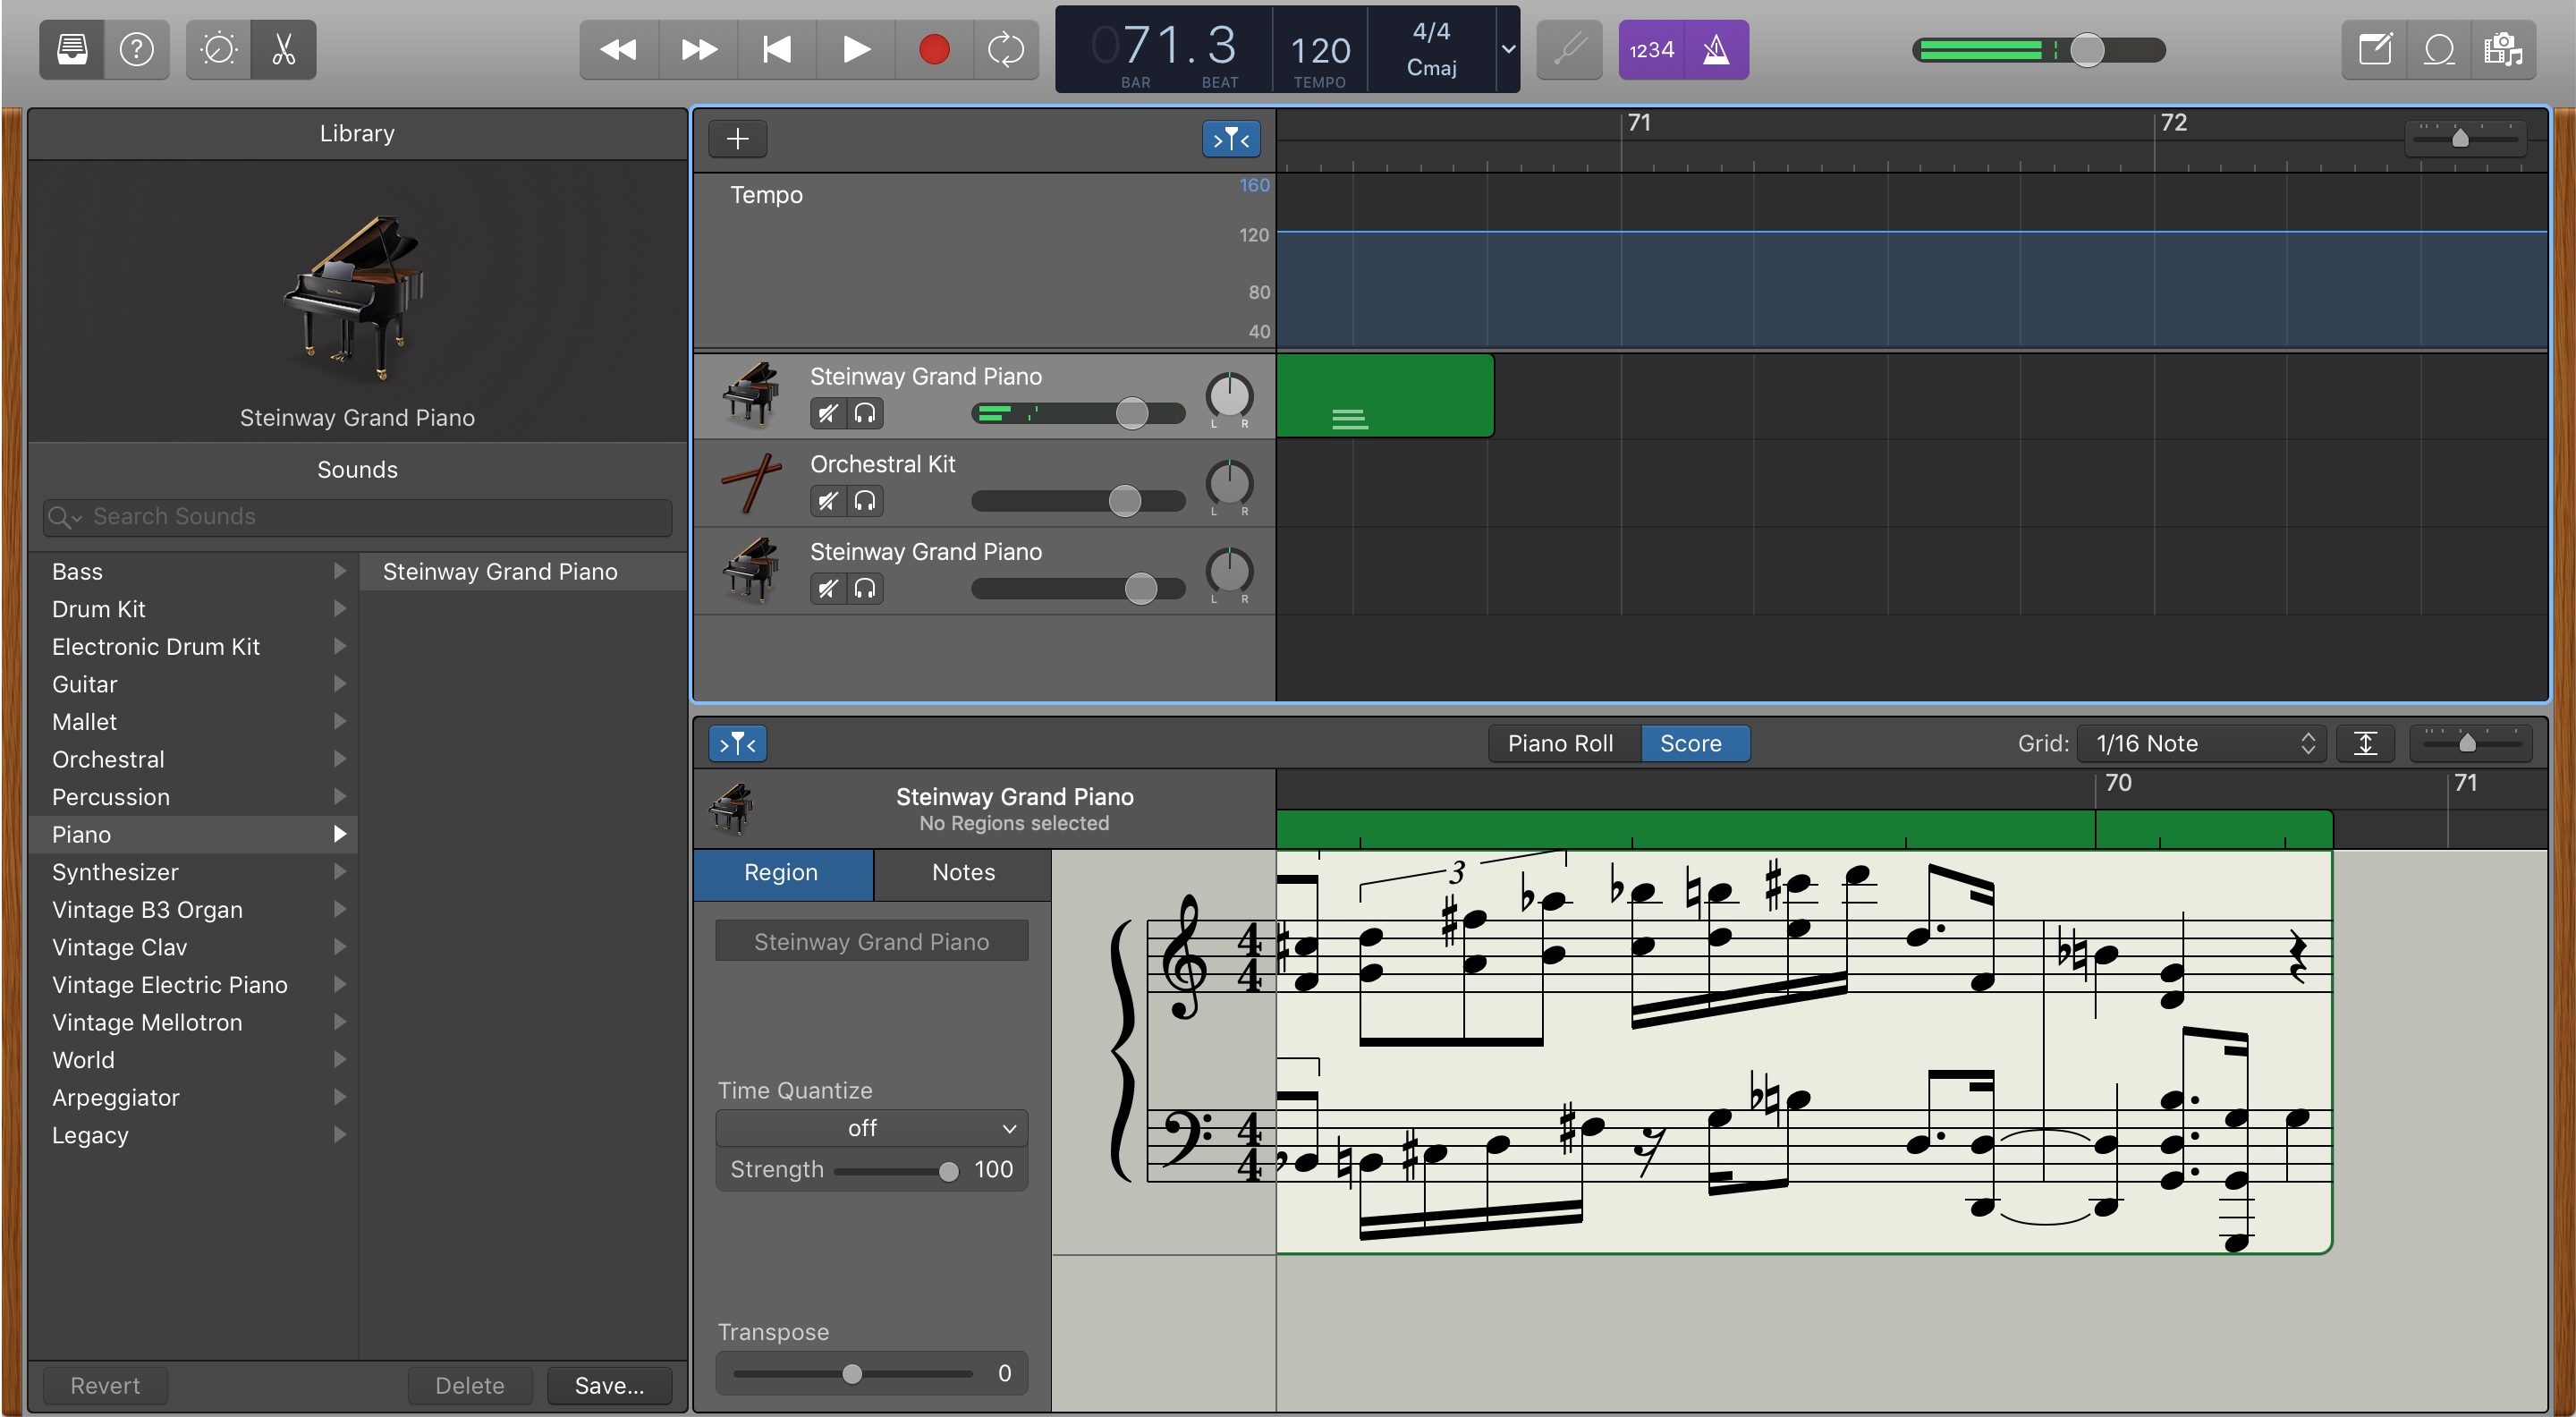 071.3
BAR BEAT
120
TEMPO
4/4
Cmaj
1234
Library
Steinway Grand Piano
Sounds
Search Sounds
Bass
Drum Kit
Electronic Drum Kit
Guitar
Mallet
Orchestral
Percussion
Piano
Synthesizer
Vintage B3 Organ
Vintage Clav
Vintage Electric Piano
Vintage Mellotron
World
Arpeggiator
Legacy
Steinway Grand Piano
Revert
Delete
Save...
71
72
Tempo
160
120
80
40
Steinway Grand Piano
L R
Orchestral Kit
L R
Steinway Grand Piano
L R
Piano Roll
Score
Grid: 1/16 Note
Steinway Grand Piano
No Regions selected
70
71
Region
Notes
Steinway Grand Piano
Time Quantize
off
Strength 100
Transpose
0
3
4
4
4
4